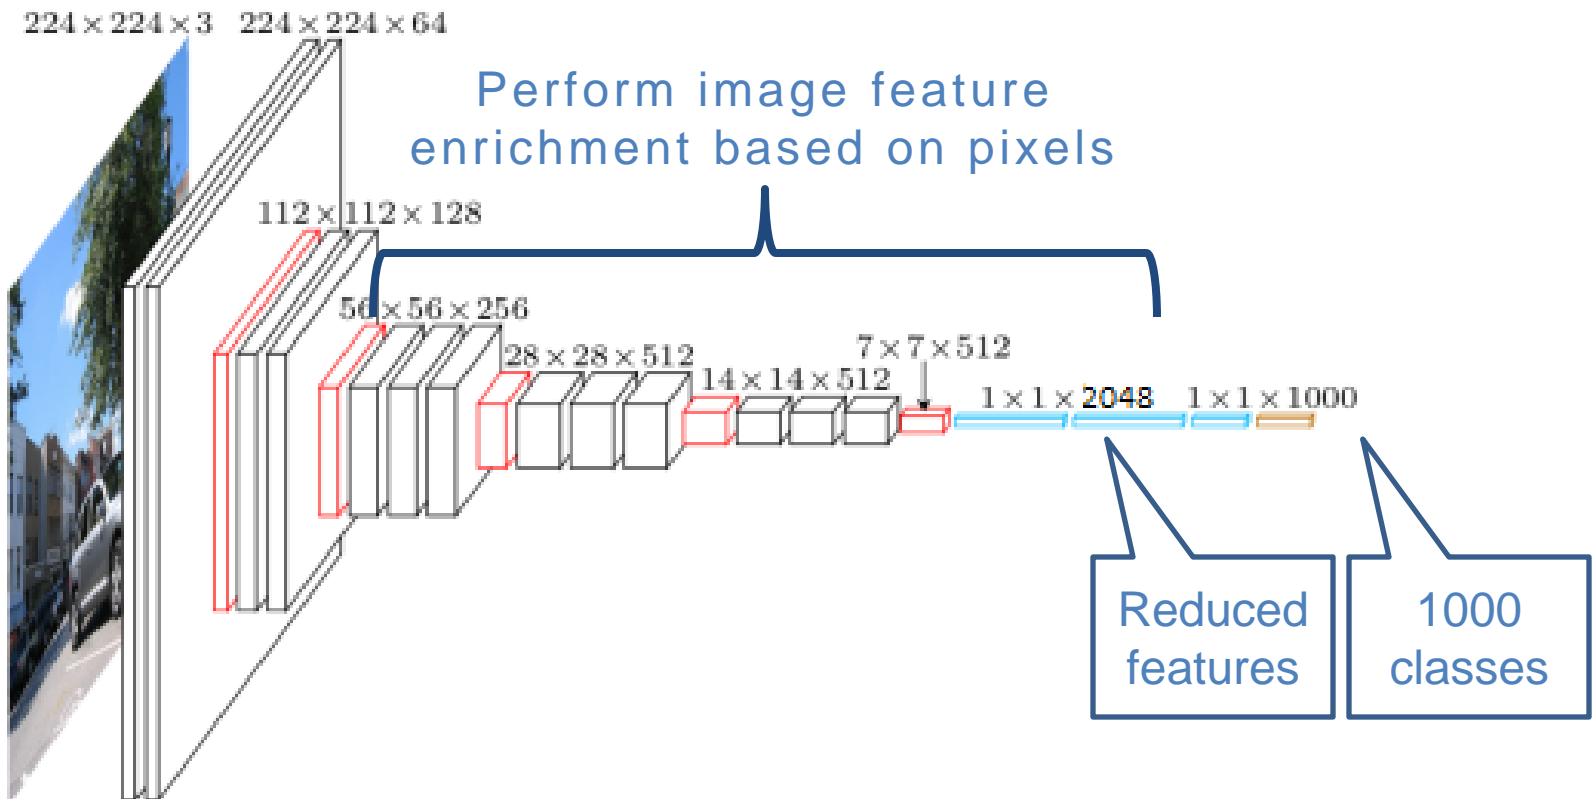 224 × 224 × 3
224 × 224 × 64
Perform image feature
enrichment based on pixels
112 × 112 × 128
56 × 56 × 256
28 × 28 × 512
14 × 14 × 512
7 × 7 × 512
1 × 1 × 2048
1 × 1 × 1000
Reduced
features
1000
classes